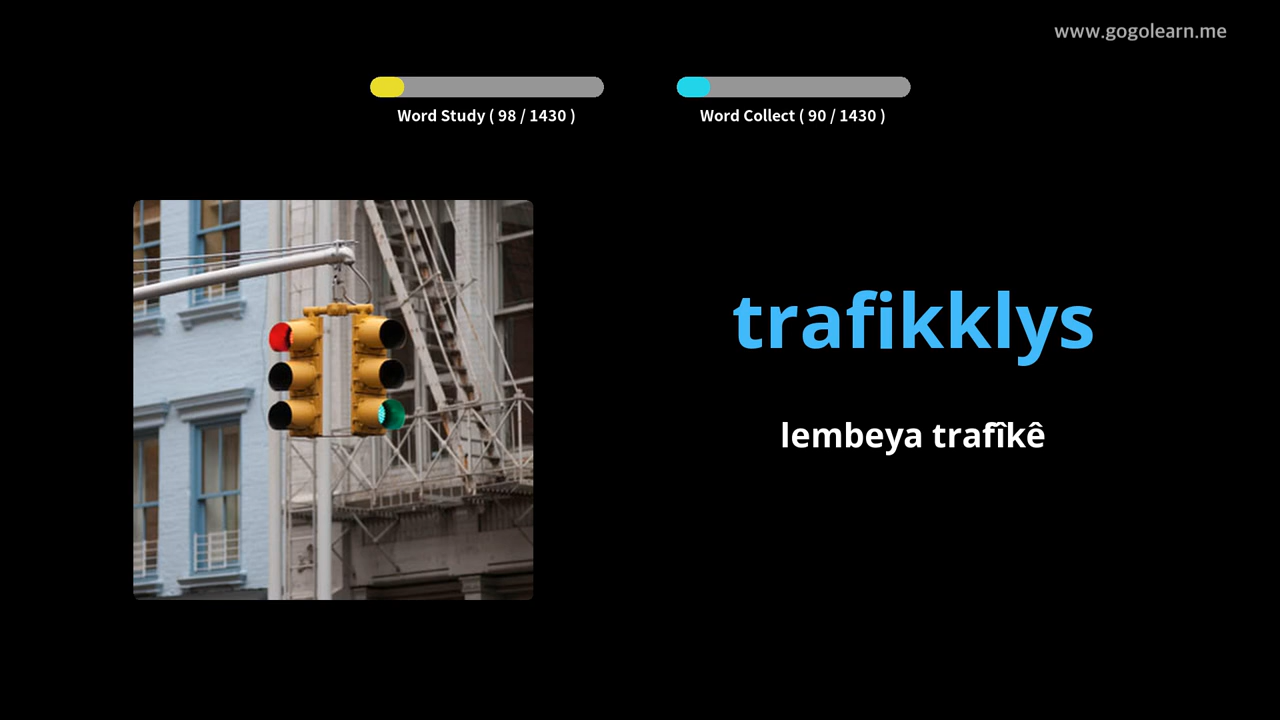 www.gogolearn.me
Word Study ( 98 / 1430 )
Word Collect ( 90 / 1430 )
trafikklys
lembeya trafîkê